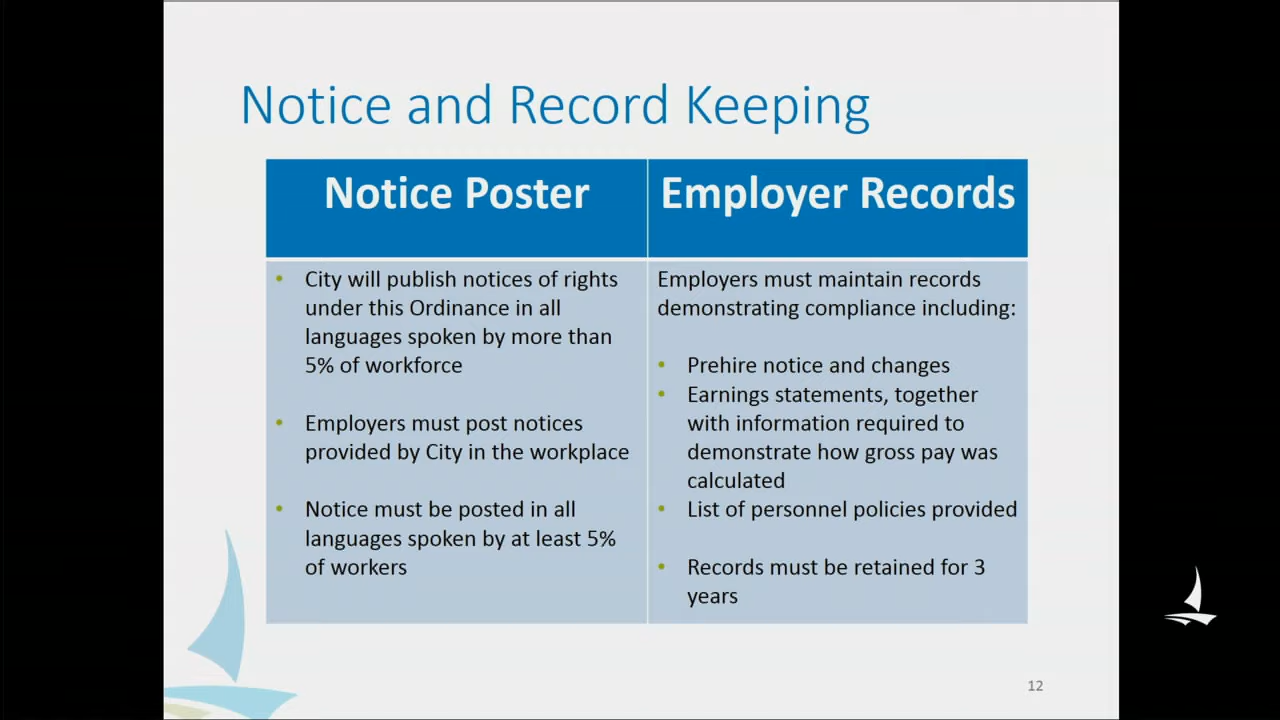 Notice and Record Keeping
Notice Poster
Employer Records
• City will publish notices of rights
under this Ordinance in all
languages spoken by more than
5% of workforce
• Employers must post notices
provided by City in the workplace
• Notice must be posted in all
languages spoken by at least 5%
of workers
Employers must maintain records
demonstrating compliance including:
• Prehire notice and changes
• Earnings statements, together
with information required to
demonstrate how gross pay was
calculated
• List of personnel policies provided
• Records must be retained for 3
years
12